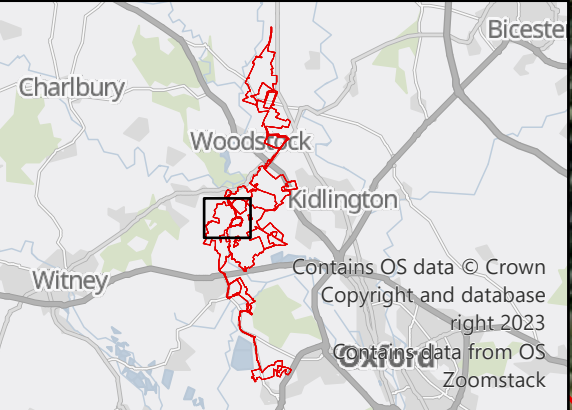 Bicester
Charlbury
Woodstock
Kidlington
Witney
Contains OS data © Crown
Copyright and database
right 2023
Oxford
Contains data from OS
Zoomstack